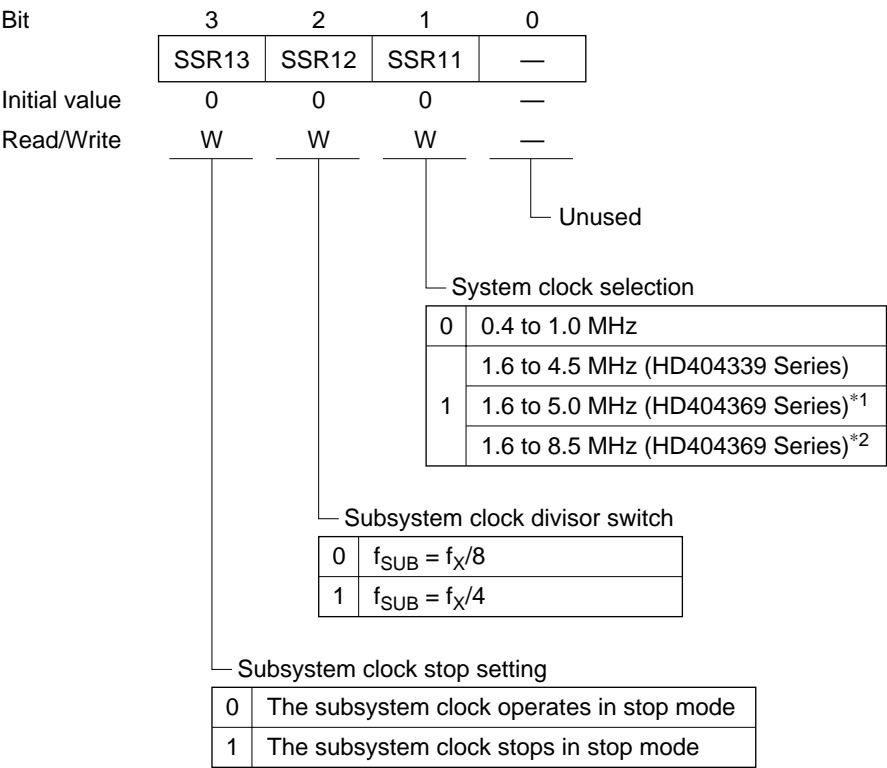 Bit 3 2 1 0
SSR13 SSR12 SSR11 —
Initial value 0 0 0 —
Read/Write W W W —
Unused
System clock selection
0 0.4 to 1.0 MHz
1.6 to 4.5 MHz (HD404339 Series)
1 1.6 to 5.0 MHz (HD404369 Series)*1
1.6 to 8.5 MHz (HD404369 Series)*2
Subsystem clock divisor switch
0 fSUB = fX/8
1 fSUB = fX/4
Subsystem clock stop setting
0 The subsystem clock operates in stop mode
1 The subsystem clock stops in stop mode